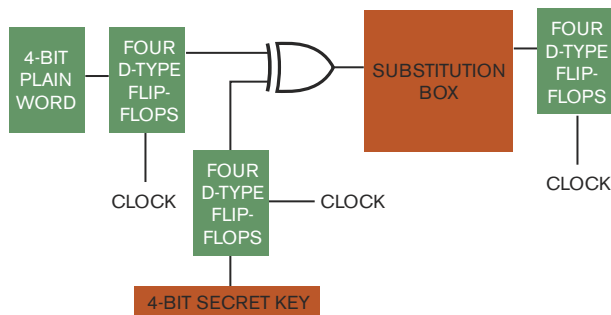 4-BIT
PLAIN
WORD
FOUR
D-TYPE
FLIP-
FLOPS
CLOCK
FOUR
D-TYPE
FLIP-
FLOPS
CLOCK
4-BIT SECRET KEY
SUBSTITUTION
BOX
FOUR
D-TYPE
FLIP-
FLOPS
CLOCK